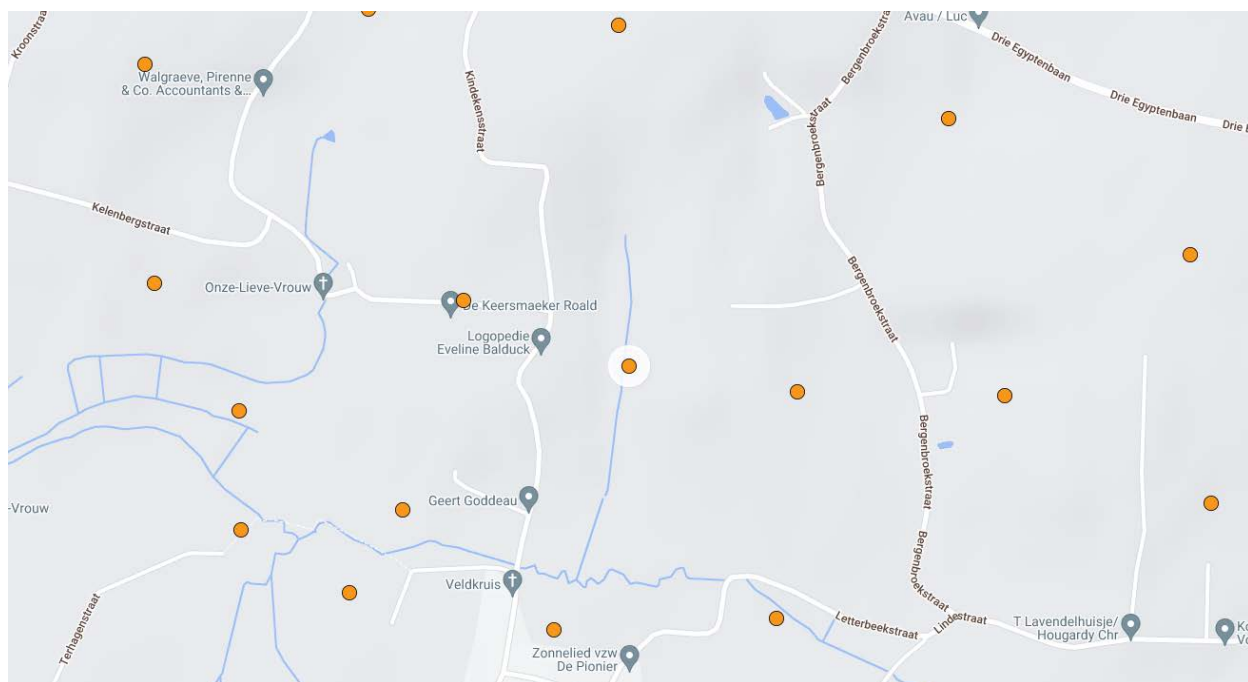 Kroonstraat
Avau / Luc
Drie Egyptenbaan
Drie Egyptenbaan
Walgraeve, Pirenne
& Co. Accountants &...
Kindekensstraat
Bergenbroekstraat
Bergenbroekstraat
Kelenbergstraat
Onze-Lieve-Vrouw
De Keersmaeker Roald
Logopedie
Eveline Balduck
Bergenbroekstraat
Bergenbroekstraat
Geert Goddeau
-Vrouw
Bergenbroekstraat
Veldkruis
Terhagenstraat
Letterbeekstraat
Lindestraat
T Lavendelhuisje/
Hougardy Chr
Zonnelied vzw
De Pionier